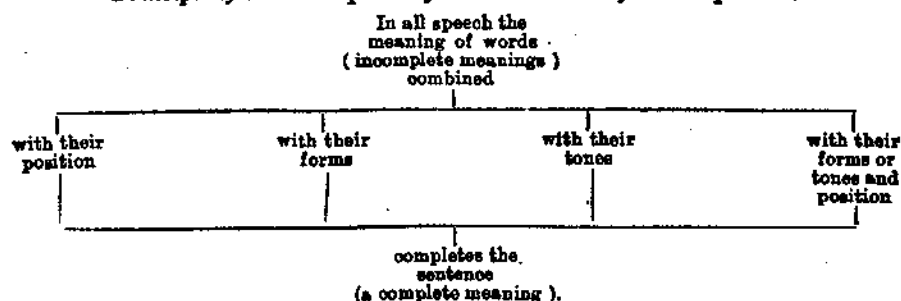 In all speech the
meaning of words
( incomplete meanings )
combined
with their
position
with their
forms
with their
tones
with their
forms or
tones and
position
completes the
sentence
(a complete meaning ).